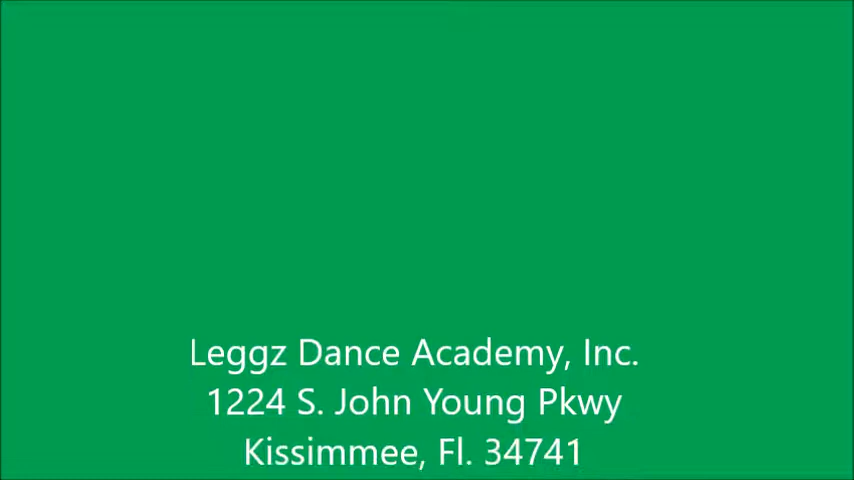 Leggz Dance Academy, Inc.
1224 S. John Young Pkwy
Kissimmee, Fl. 34741